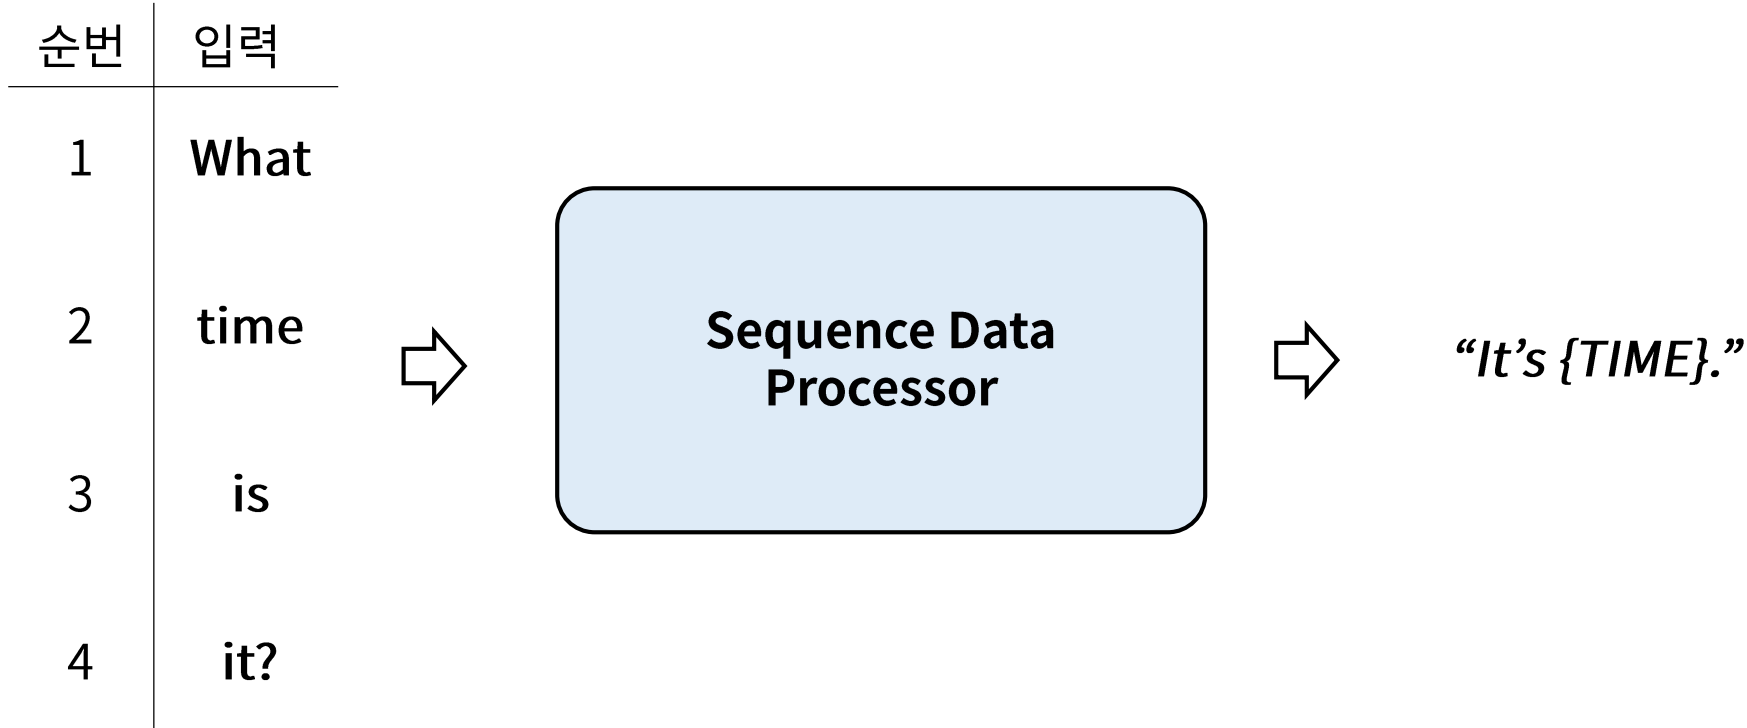 순번 입력
1 What
2 time
3 is
4 it?
Sequence Data
Processor
“It’s {TIME}.”